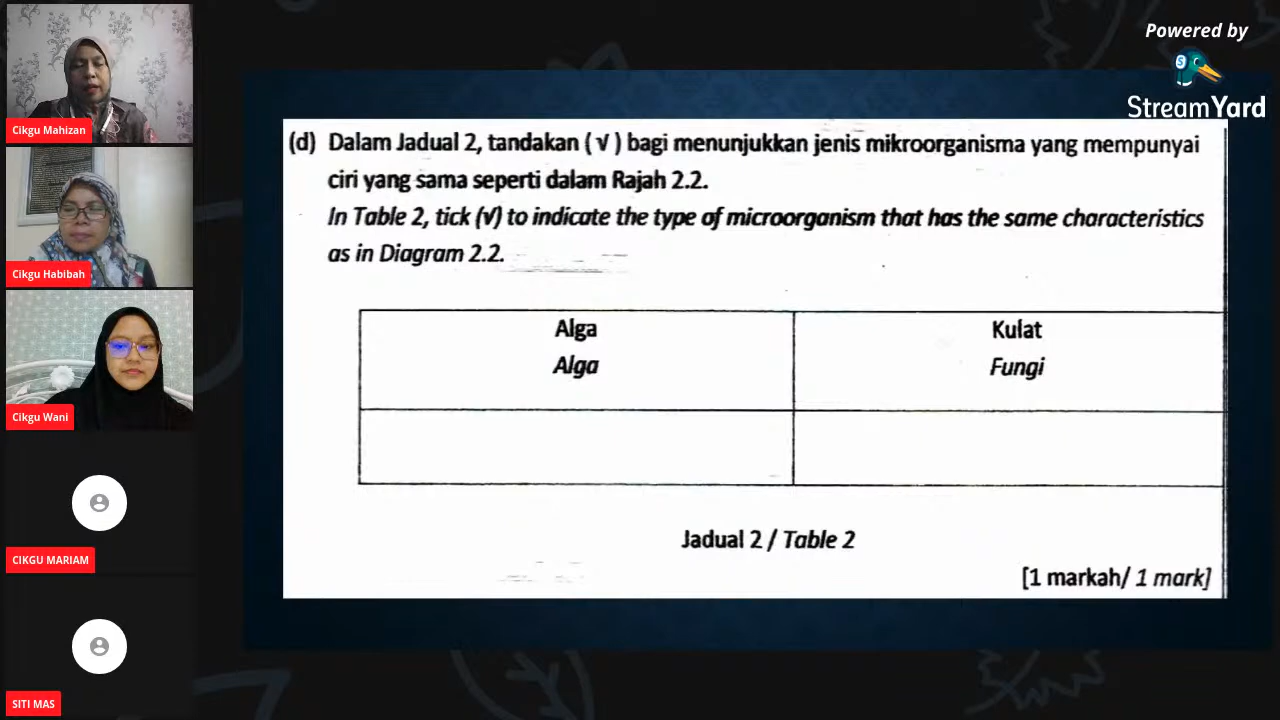 Powered by
StreamYard
Cikgu Mahizan
Cikgu Habibah
Cikgu Wani
CIKGU MARIAM
SITI MAS
(d) Dalam Jadual 2, tandakan (√) bagi menunjukkan jenis mikroorganisma yang mempunyai
ciri yang sama seperti dalam Rajah 2.2.
In Table 2, tick (√) to indicate the type of microorganism that has the same characteristics
as in Diagram 2.2.
Alga
Alga
Kulat
Fungi
Jadual 2 / Table 2
[1 markah/ 1 mark]